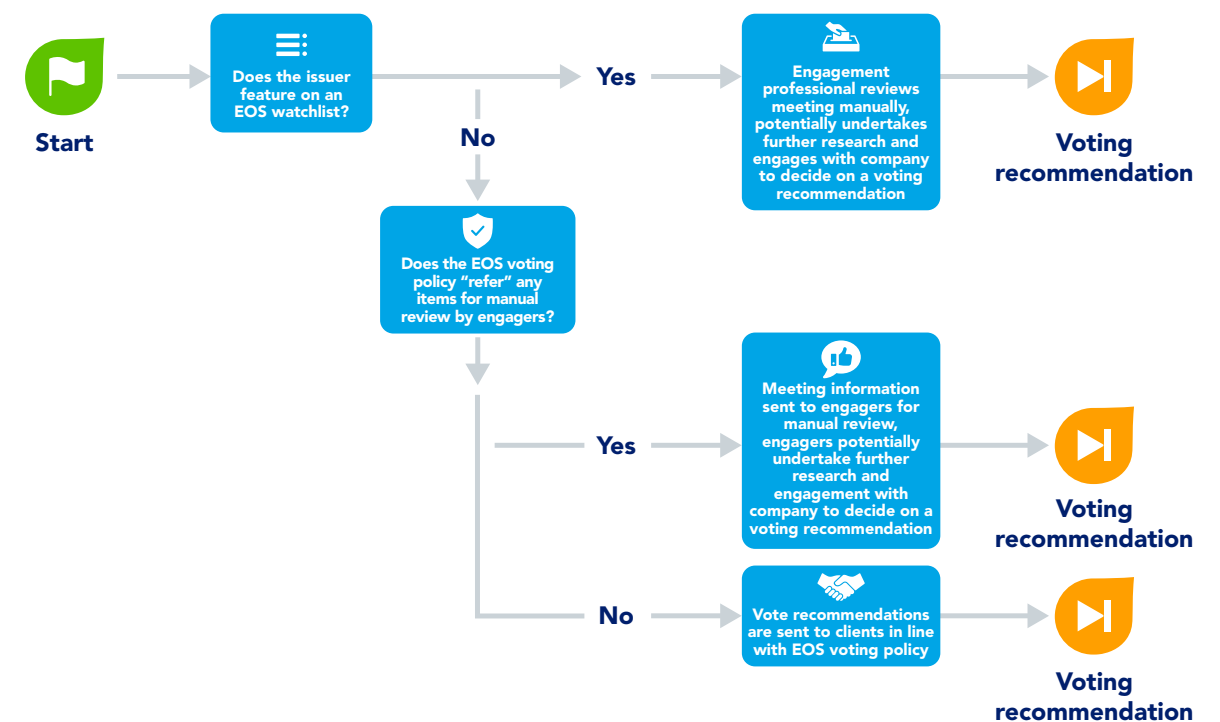 Start
Does the issuer
feature on an
EOS watchlist?
Yes
No
Engagement
professional reviews
meeting manually,
potentially undertakes
further research and
engages with company
to decide on a voting
recommendation
Voting
recommendation
Does the EOS voting
policy “refer” any
items for manual
review by engagers?
Yes
Meeting information
sent to engagers for
manual review,
engagers potentially
undertake further
research and
engagement with
company to decide on a
voting recommendation
Voting
recommendation
No
Vote recommendations
are sent to clients in line
with EOS voting policy
Voting
recommendation